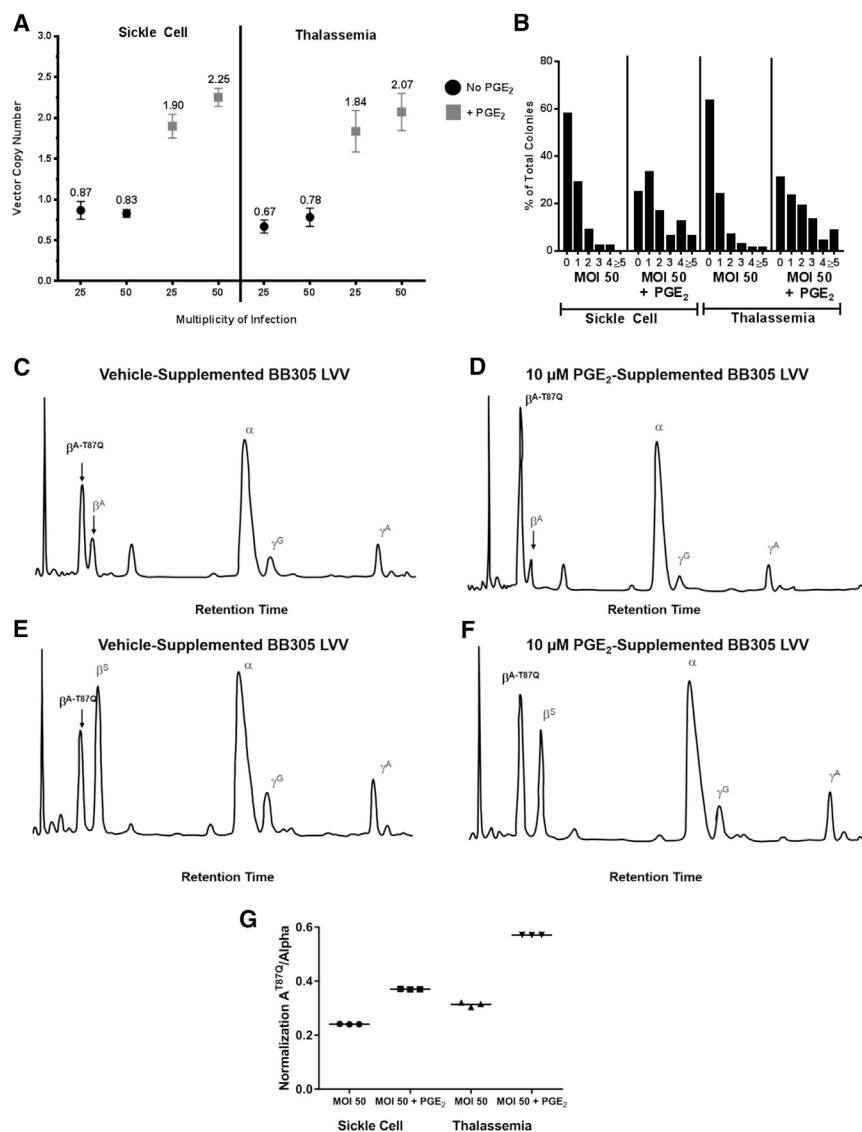 A
Sickle Cell
Thalassemia
Vector Copy Number
3.0
2.5
2.0
1.5
1.0
0.5
0.0
0.87
0.83
1.90
2.25
0.67
0.78
1.84
2.07
25 50 25 50 25 50 25 50
Multiplicity of Infection
No PGE₂
+ PGE₂
B
% of Total Colonies
80
60
40
20
0
0 1 2 3 4 ≥5 0 1 2 3 4 ≥5 0 1 2 3 4 ≥5 0 1 2 3 4 ≥5
MOI 50 MOI 50 MOI 50 MOI 50
+ PGE₂ + PGE₂
Sickle Cell Thalassemia
C
Vehicle-Supplemented BB305 LVV
βᴬ⁻ᵀ⁸⁷Q
βᴬ
α
γᴳ
γᴬ
Retention Time
D
10 µM PGE₂-Supplemented BB305 LVV
βᴬ⁻ᵀ⁸⁷Q
βᴬ
α
γᴳ
γᴬ
Retention Time
E
Vehicle-Supplemented BB305 LVV
βᴬ⁻ᵀ⁸⁷Q
βS
α
γᴳ
γᴬ
Retention Time
F
10 µM PGE₂-Supplemented BB305 LVV
βᴬ⁻ᵀ⁸⁷Q
βS
α
γᴳ
γᴬ
Retention Time
G
Normalization Aᵀ⁸⁷Q/Alpha
0.6
0.4
0.2
0.0
MOI 50 MOI 50 + PGE₂ MOI 50 MOI 50 + PGE₂
Sickle Cell Thalassemia